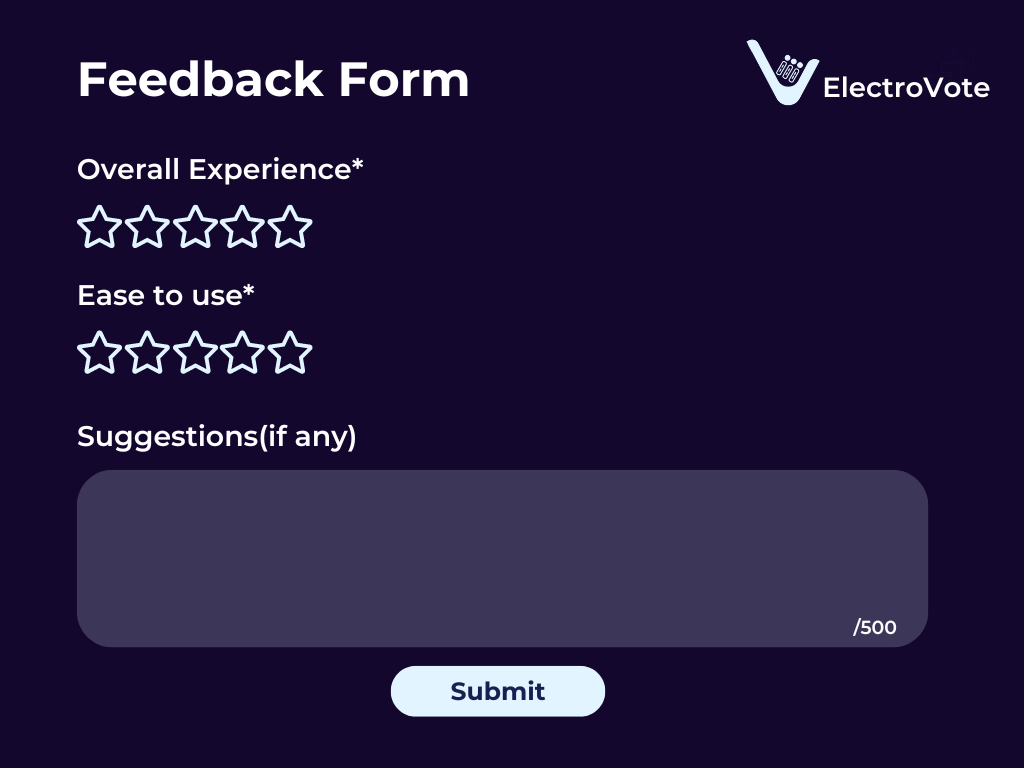 Feedback Form
ElectroVote
Overall Experience*
Ease to use*
Suggestions(if any)
/500
Submit